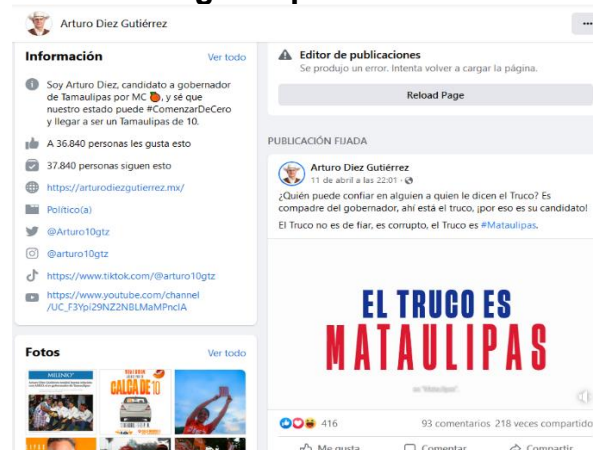 Arturo Diez Gutiérrez
...
Información
Ver todo
Soy Arturo Diez, candidato a gobernador
de Tamaulipas por MC 🍊, y sé que
nuestro estado puede #ComenzarDeCero
y llegar a ser un Tamaulipas de 10.
A 36.840 personas les gusta esto
37.840 personas siguen esto
https://arturodiezgutierrez.mx/
Político(a)
@Arturo10gtz
@arturo10gtz
https://www.tiktok.com/@arturo10gtz
https://www.youtube.com/channel
/UC_F3Ypi29NZ2NBLMaMPncIA
Fotos
Ver todo
MILENIO
CALCA DE 10
Editor de publicaciones
Se produjo un error. Intenta volver a cargar la página.
Reload Page
PUBLICACIÓN FIJADA
Arturo Diez Gutiérrez
11 de abril a las 22:01 ·
¿Quién puede confiar en alguien a quien le dicen el Truco? Es
compadre del gobernador, ahí está el truco, ¡por eso es su candidato!
El Truco no es de fiar, es corrupto, el Truco es #Mataulipas.
EL TRUCO ES
MATAULIPAS
416
93 comentarios 218 veces compartido
Me gusta
Comentar
Compartir